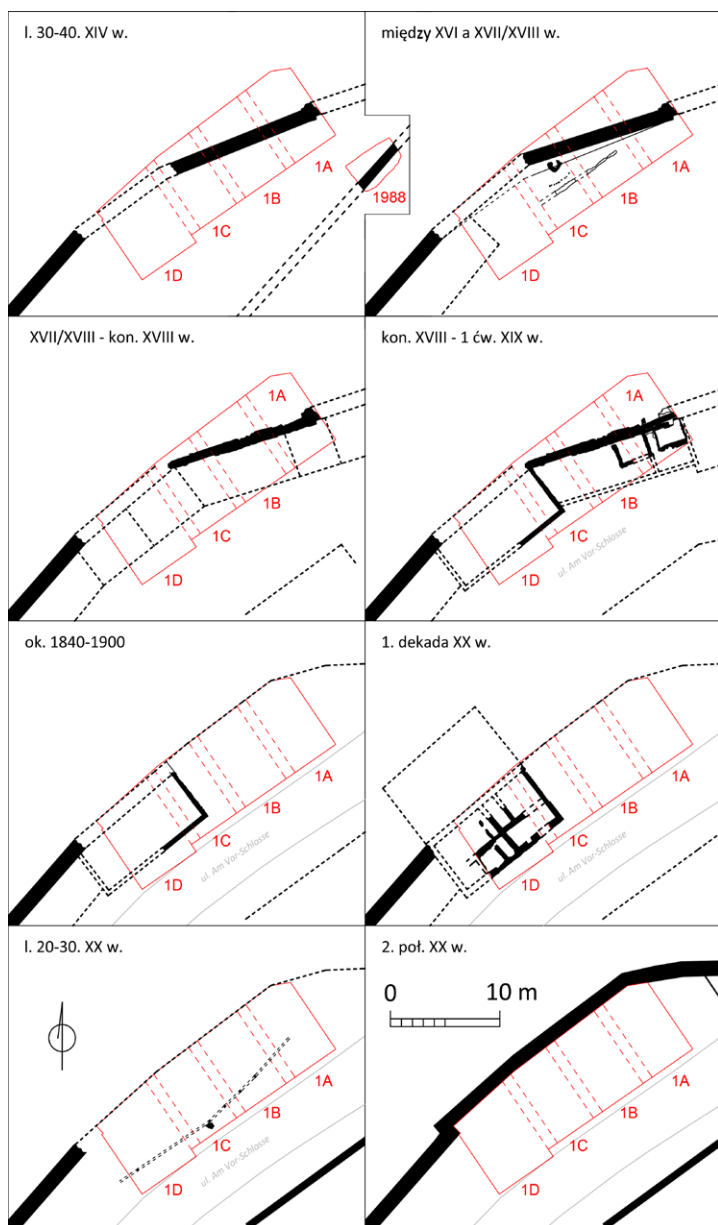 l. 30-40. XIV w.
1A
1988
1B
1C
1D
między XVI a XVII/XVIII w.
1A
1B
1C
1D
XVII/XVIII - kon. XVIII w.
1A
1B
1C
1D
kon. XVIII - 1 ćw. XIX w.
1A
1B
ul. Am Vor-Schlosse
1C
1D
ok. 1840-1900
1A
1B
1C
ul. Am Vor-Schlosse
1D
1. dekada XX w.
1A
1B
1C
ul. Am Vor-Schlosse
1D
l. 20-30. XX w.
1A
1B
1C
ul. Am Vor-Schlosse
1D
2. poł. XX w.
0 10 m
1A
1B
1C
1D